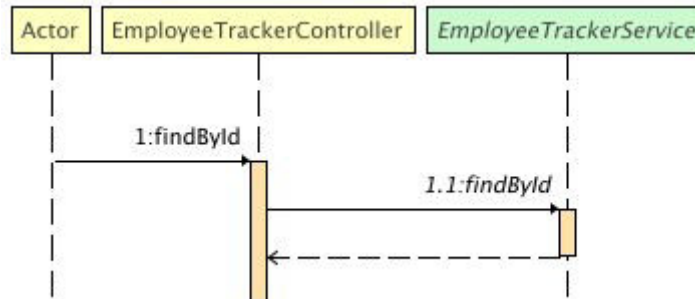 Actor
EmployeeTrackerController
EmployeeTrackerService
1:findById
1.1:findById